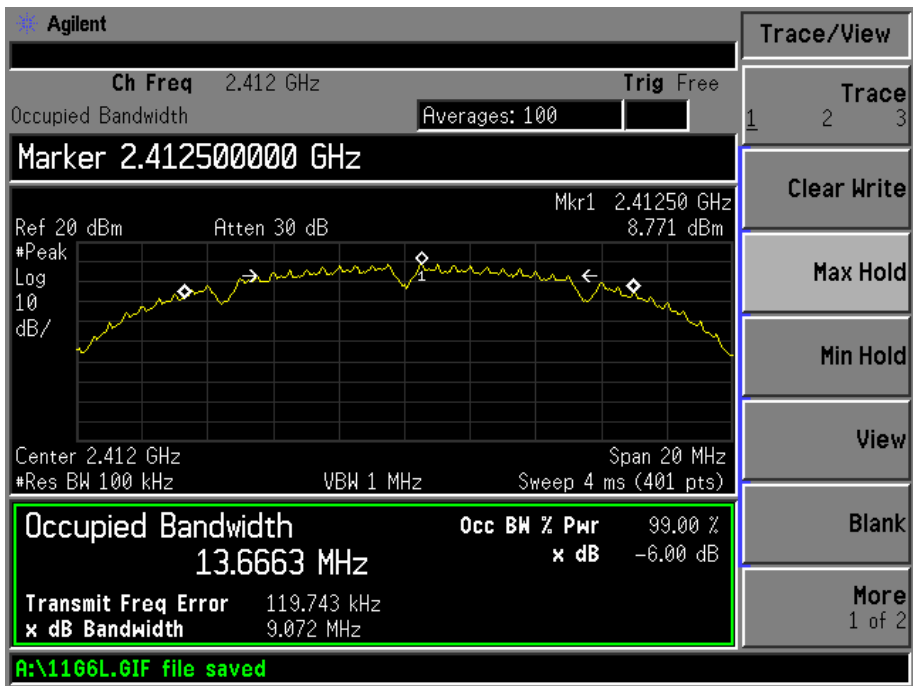 Agilent
Trace/View
Ch Freq 2.412 GHz Trig Free
Occupied Bandwidth Averages: 100
Marker 2.412500000 GHz
Mkr1 2.41250 GHz
Ref 20 dBm Atten 30 dB 8.771 dBm
#Peak
Log
10
dB/
1
Center 2.412 GHz Span 20 MHz
#Res BW 100 kHz VBW 1 MHz Sweep 4 ms (401 pts)
Occupied Bandwidth Occ BW % Pwr 99.00 %
13.6663 MHz x dB -6.00 dB
Transmit Freq Error 119.743 kHz
x dB Bandwidth 9.072 MHz
A:\11G6L.GIF file saved
Trace
1 2 3
Clear Write
Max Hold
Min Hold
View
Blank
More
1 of 2